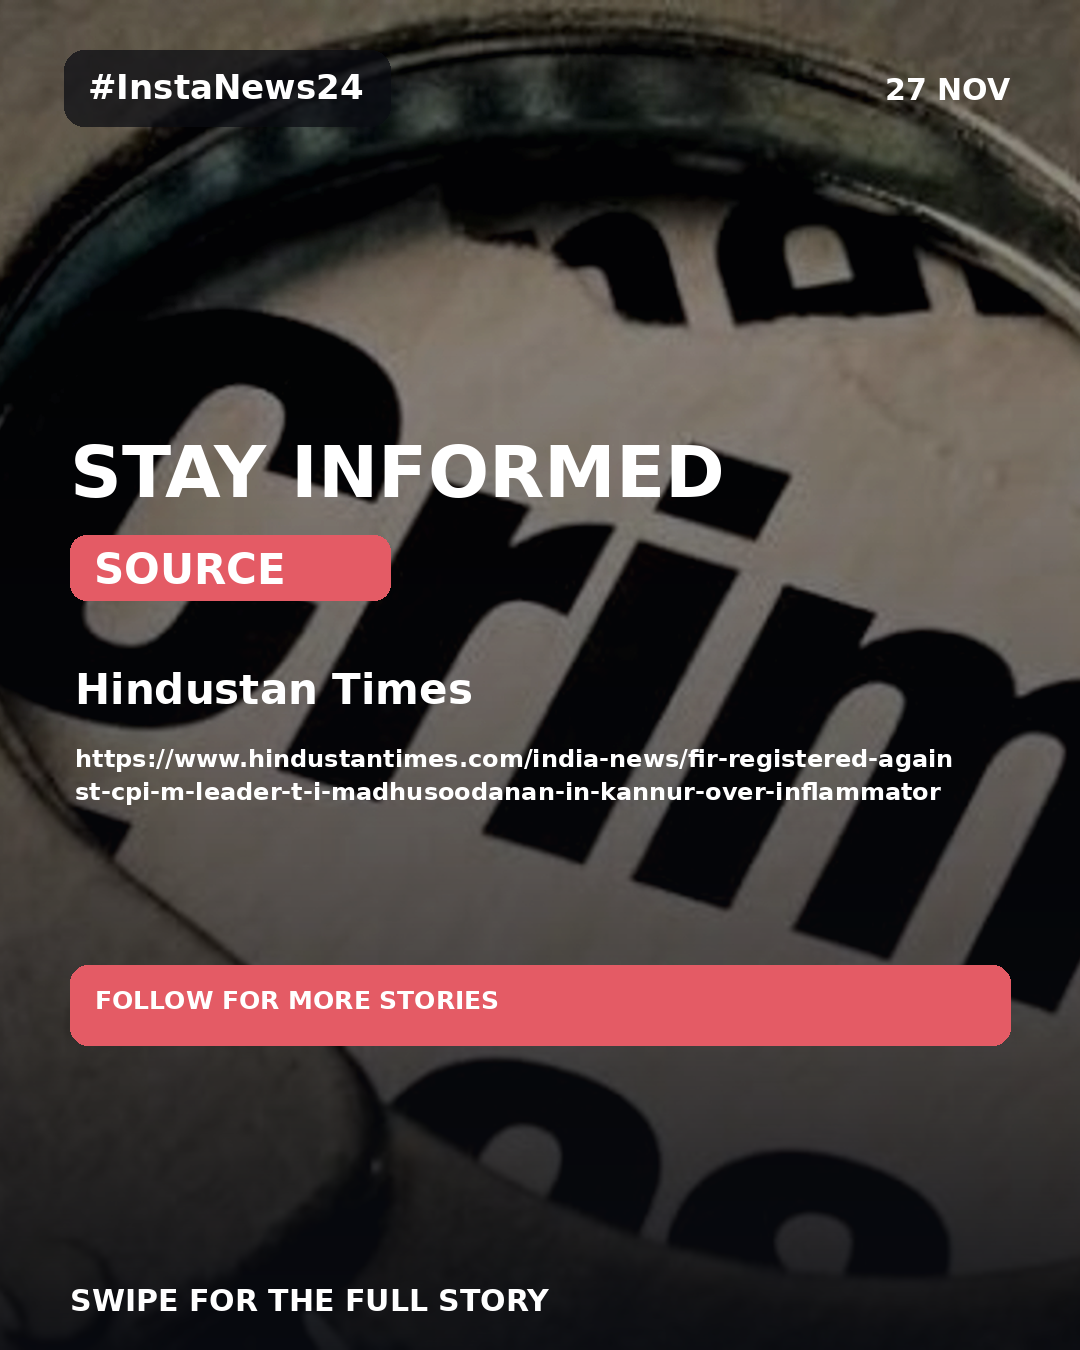 #InstaNews24
27 NOV
STAY INFORMED
SOURCE
Hindustan Times
https://www.hindustantimes.com/india-news/fir-registered-again
st-cpi-m-leader-t-i-madhusoodanan-in-kannur-over-inflammator
FOLLOW FOR MORE STORIES
SWIPE FOR THE FULL STORY